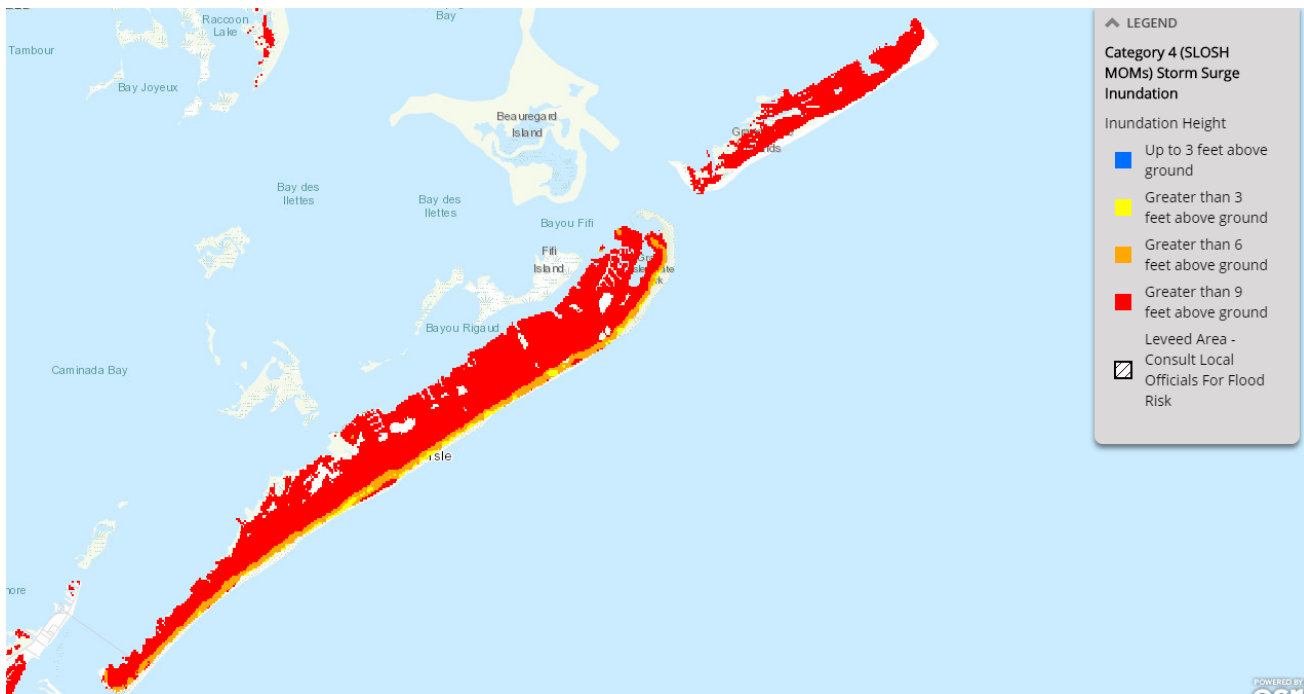 Raccoon
Lake
Bay
Tambour
Bay Joyeux
Beauregard
Island
Bay des
Ilettes
Bay des
Ilettes
Bayou Fifi
Fifi
Island
Bayou Rigaud
Caminada Bay
Isle
LEGEND
Category 4 (SLOSH
MOMs) Storm Surge
Inundation
Inundation Height
Up to 3 feet above
ground
Greater than 3
feet above ground
Greater than 6
feet above ground
Greater than 9
feet above ground
Leveed Area -
Consult Local
Officials For Flood
Risk
POWERED BY
esri